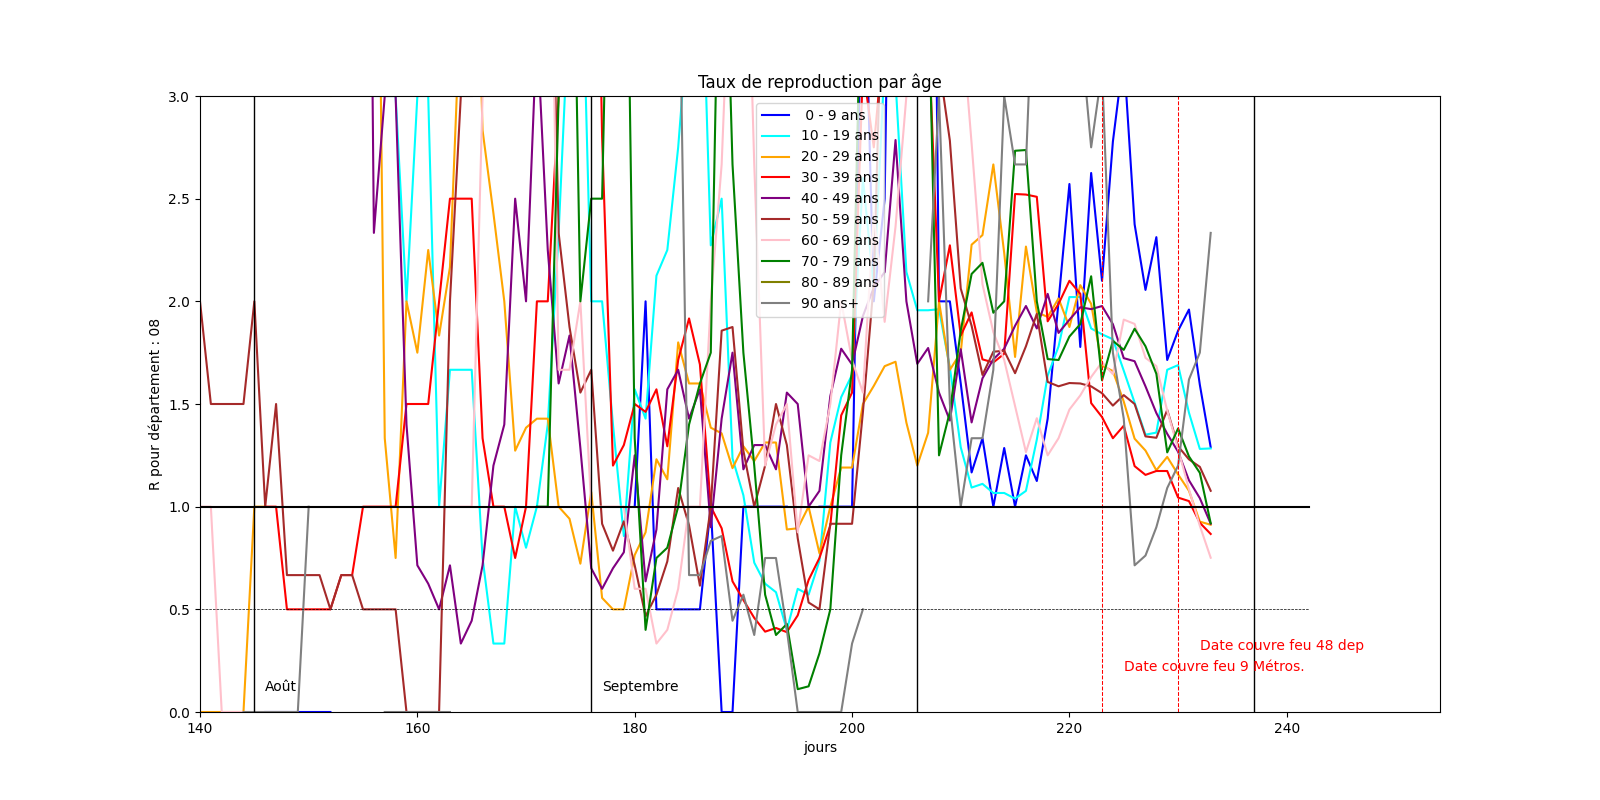 Taux de reproduction par âge
3.0
2.5
2.0
1.5
1.0
0.5
0.0
R pour département : 08
0 - 9 ans
10 - 19 ans
20 - 29 ans
30 - 39 ans
40 - 49 ans
50 - 59 ans
60 - 69 ans
70 - 79 ans
80 - 89 ans
90 ans+
Date couvre feu 48 dep
Date couvre feu 9 Métros.
Août
Septembre
140
160
180
200
220
240
jours